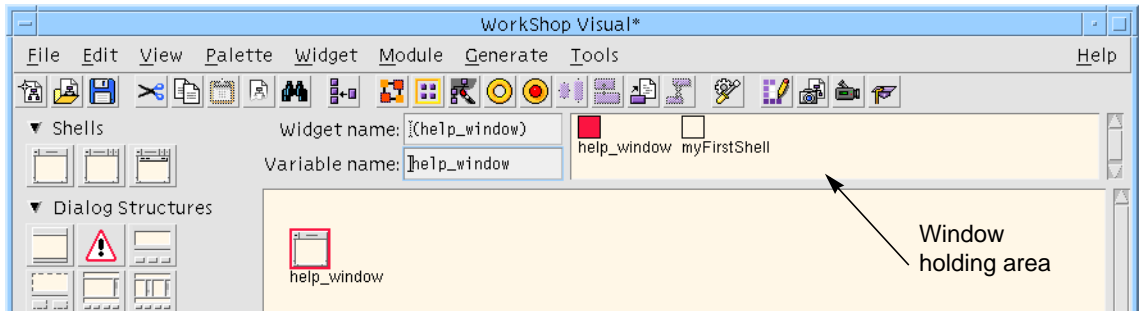 WorkShop Visual*
File Edit View Palette Widget Module Generate Tools Help
Shells
Widget name: (help_window)
Variable name: help_window
help_window myFirstShell
Dialog Structures
help_window
Window
holding area